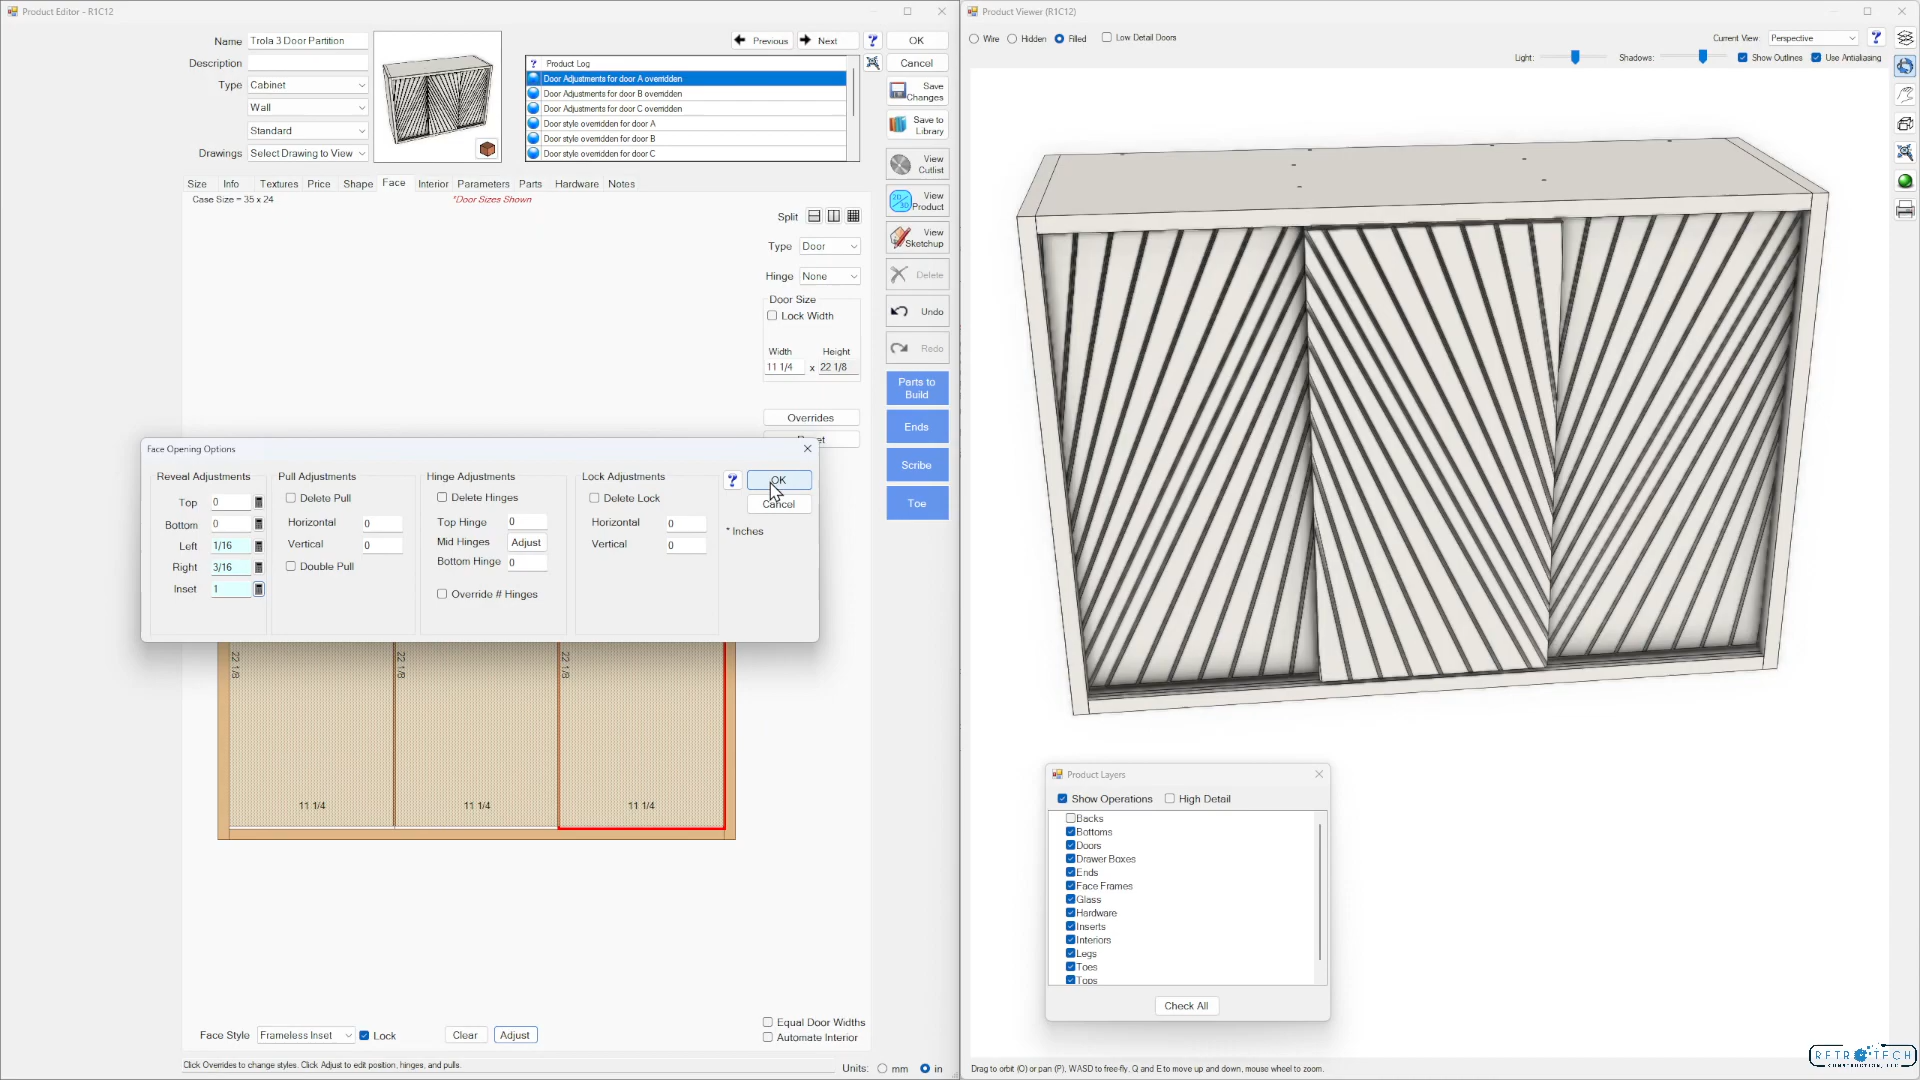 Product Editor - R1C12
Name Trola 3 Door Partition
Description
Type Cabinet
Wall
Standard
Drawings Select Drawing to View
Previous Next ? OK
Cancel
? Product Log
Door Adjustments for door A overridden
Door Adjustments for door B overridden
Door Adjustments for door C overridden
Door style overridden for door A
Door style overridden for door B
Door style overridden for door C
Save Changes
Save to Library
View Cutlist
2D/3D View Product
View Sketchup
Delete
Undo
Redo
Parts to Build
Ends
Scribe
Toe
Size Info Textures Price Shape Face Interior Parameters Parts Hardware Notes
Case Size = 35 x 24
*Door Sizes Shown
Split
Type Door
Hinge None
Door Size
Lock Width
Width Height
11 1/4 x 22 1/8
Overrides
Face Opening Options
Reveal Adjustments
Top 0
Bottom 0
Left 1/16
Right 3/16
Inset 1
Pull Adjustments
Delete Pull
Horizontal 0
Vertical 0
Double Pull
Hinge Adjustments
Delete Hinges
Top Hinge 0
Mid Hinges Adjust
Bottom Hinge 0
Override # Hinges
Lock Adjustments
Delete Lock
Horizontal 0
Vertical 0
? OK
Cancel
* Inches
22 1/8 22 1/8 22 1/8
11 1/4 11 1/4 11 1/4
Face Style Frameless Inset Lock Clear Adjust
Equal Door Widths
Automate Interior
Click Overrides to change styles. Click Adjust to edit position, hinges, and pulls.
Units: mm in
Product Viewer (R1C12)
Wire Hidden Filled Low Detail Doors
Current View: Perspective ?
Light: Shadows: Show Outlines Use Antialiasing
Product Layers
Show Operations High Detail
Backs
Bottoms
Doors
Drawer Boxes
Ends
Face Frames
Glass
Hardware
Inserts
Interiors
Legs
Toes
Tops
Check All
Drag to orbit (O) or pan (P), WASD to free-fly, Q and E to move up and down, mouse wheel to zoom.
RETROTECH
CONSTRUCTION, LLC